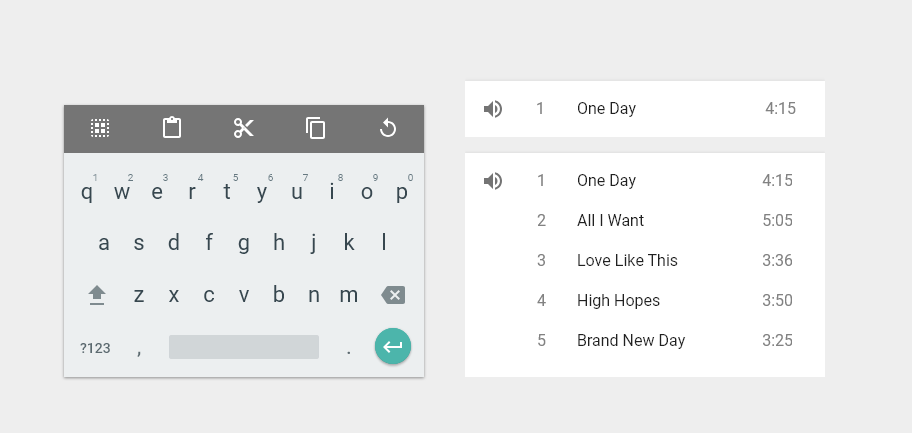 1 2 3 4 5 6 7 8 9 0
q w e r t y u i o p
a s d f g h j k l
z x c v b n m
?123 , .
1 One Day 4:15
1 One Day 4:15
2 All I Want 5:05
3 Love Like This 3:36
4 High Hopes 3:50
5 Brand New Day 3:25